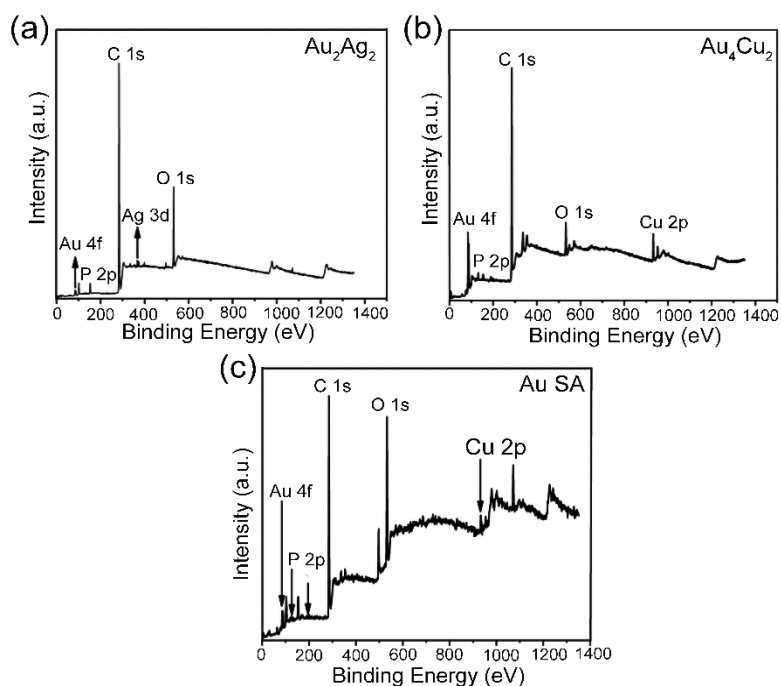 (a)
Au₂Ag₂
C 1s
O 1s
Ag 3d
Au 4f
P 2p
Intensity (a.u.)
0 200 400 600 800 1000 1200 1400
Binding Energy (eV)
(b)
Au₄Cu₂
C 1s
Au 4f
O 1s
Cu 2p
P 2p
Intensity (a.u.)
0 200 400 600 800 1000 1200 1400
Binding Energy (eV)
(c)
Au SA
C 1s
O 1s
Cu 2p
Au 4f
P 2p
Intensity (a.u.)
0 200 400 600 800 1000 1200 1400
Binding Energy (eV)